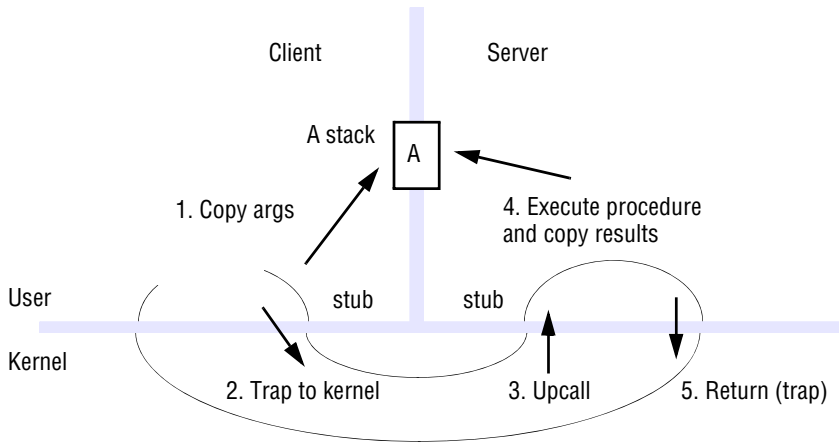 Client
Server
A stack
A
1. Copy args
4. Execute procedure
and copy results
User
stub
stub
Kernel
2. Trap to kernel
3. Upcall
5. Return (trap)